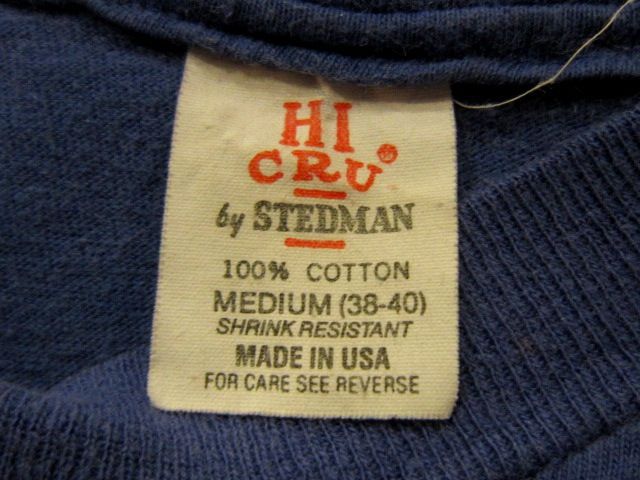 HI
CRU®
by STEDMAN
100% COTTON
MEDIUM (38-40)
SHRINK RESISTANT
MADE IN USA
FOR CARE SEE REVERSE